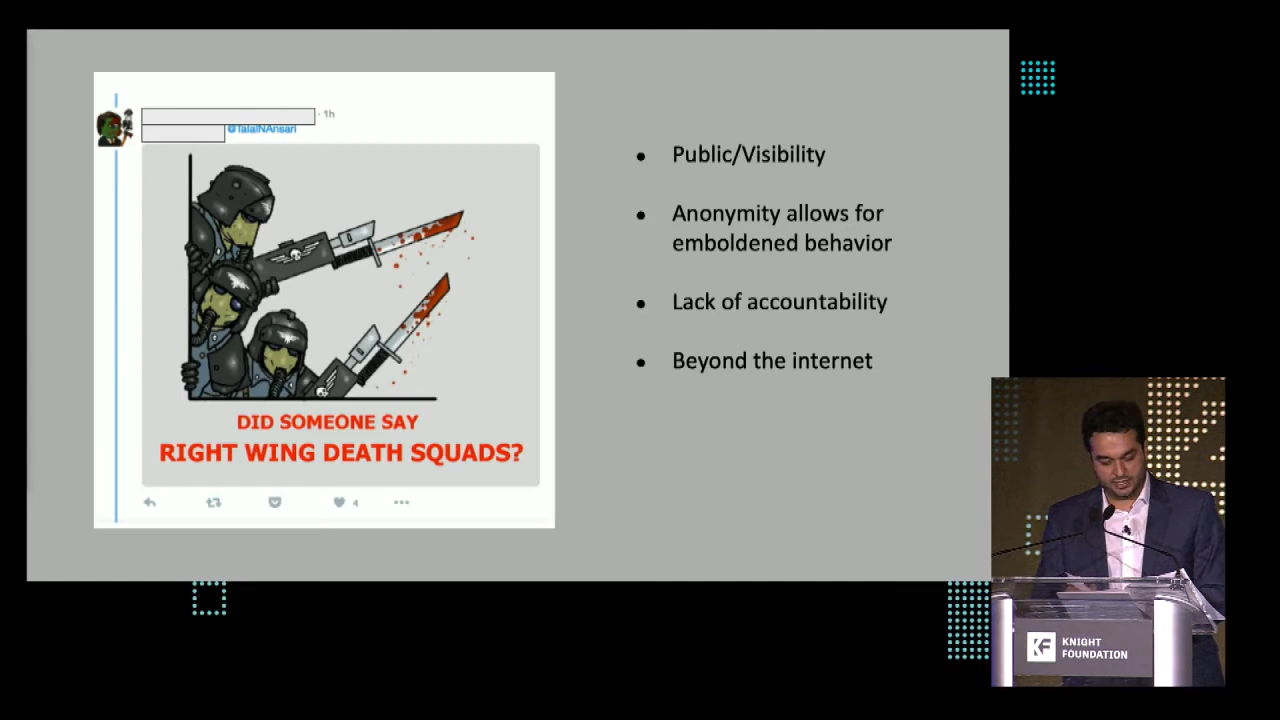 · 1h
@TalalNAnsari
DID SOMEONE SAY
RIGHT WING DEATH SQUADS?
4
● Public/Visibility
● Anonymity allows for
emboldened behavior
● Lack of accountability
● Beyond the internet
KF KNIGHT
FOUNDATION